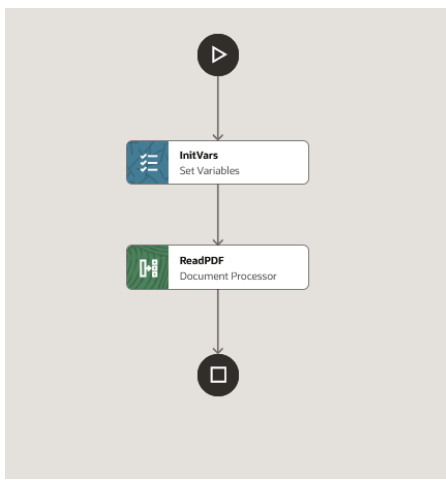 InitVars
Set Variables
ReadPDF
Document Processor